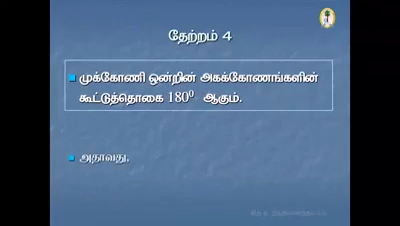 தேற்றம் 4
முக்கோணி ஒன்றின் அகக்கோணங்களின்
கூட்டுத்தொகை 180⁰ ஆகும்.
அதாவது,